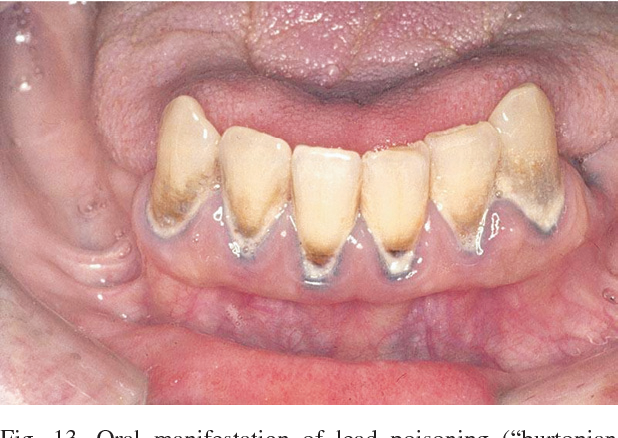 Fig. 13. Oral manifestation of lead poisoning ("burtonian